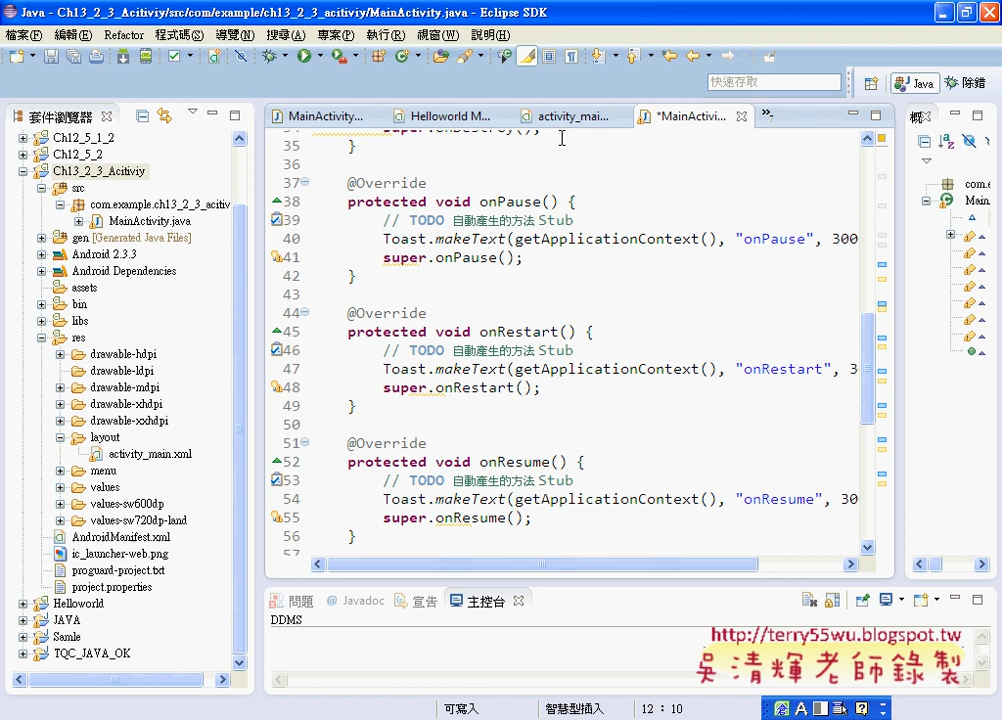 Java - Ch13_2_3_Acitiviy/src/com/example/ch13_2_3_acitiviy/MainActivity.java - Eclipse SDK
檔案(F) 編輯(E) Refactor 程式碼(S) 導覽(N) 搜尋(A) 專案(P) 執行(R) 視窗(W) 說明(H)
快速存取
Java 除錯
套件瀏覽器
Ch12_5_1_2
Ch12_5_2
Ch13_2_3_Acitiviy
src
com.example.ch13_2_3_acitiv
MainActivity.java
gen [Generated Java Files]
Android 2.3.3
Android Dependencies
assets
bin
libs
res
drawable-hdpi
drawable-ldpi
drawable-mdpi
drawable-xhdpi
drawable-xxhdpi
layout
activity_main.xml
menu
values
values-sw600dp
values-sw720dp-land
AndroidManifest.xml
ic_launcher-web.png
proguard-project.txt
project.properties
Helloworld
JAVA
Samle
TQC_JAVA_OK
MainActivity... Helloworld M... activity_mai... *MainActivi...
34 super.onDestroy();
35 }
36
37 @Override
38 protected void onPause() {
39 // TODO 自動產生的方法 Stub
40 Toast.makeText(getApplicationContext(), "onPause", 300
41 super.onPause();
42 }
43
44 @Override
45 protected void onRestart() {
46 // TODO 自動產生的方法 Stub
47 Toast.makeText(getApplicationContext(), "onRestart", 3
48 super.onRestart();
49 }
50
51 @Override
52 protected void onResume() {
53 // TODO 自動產生的方法 Stub
54 Toast.makeText(getApplicationContext(), "onResume", 30
55 super.onResume();
56 }
57
概
com.e
Main
問題 @ Javadoc 宣告 主控台
DDMS
http://terry55wu.blogspot.tw
吳清輝老師錄製
可寫入 智慧型插入 12 : 10